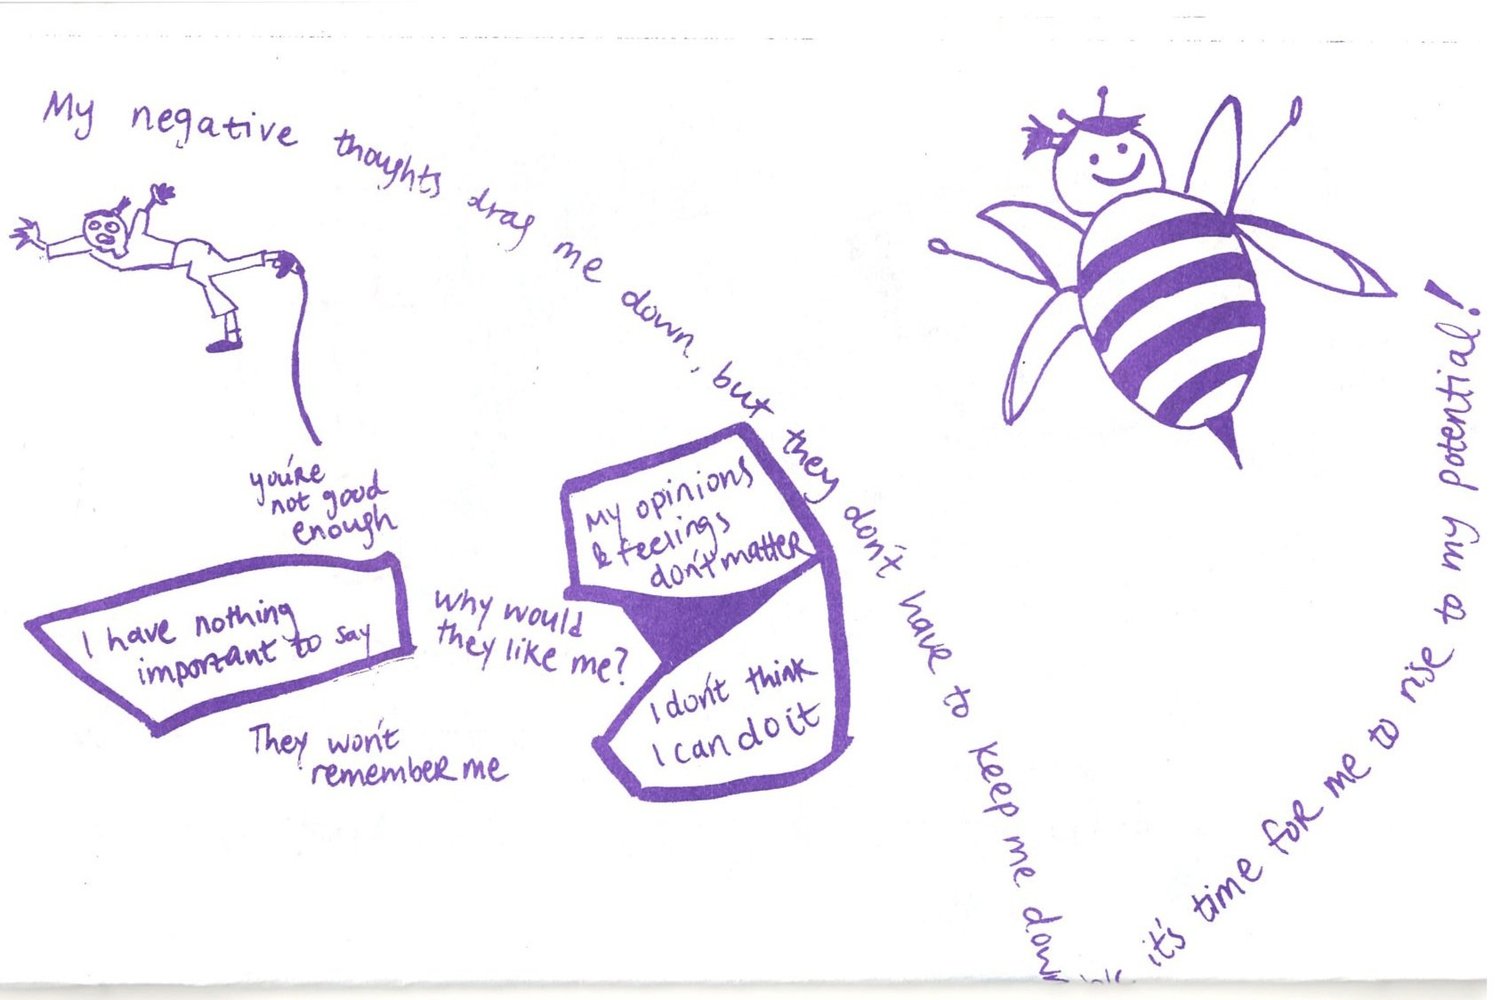 My negative thoughts drag me down, but they don't have to keep me down
it's time for me to rise to my potential!
you're
not good
enough
I have nothing
important to say
why would
they like me?
They won't
remember me
My opinions
& feelings
don't matter
I don't think
I can do it